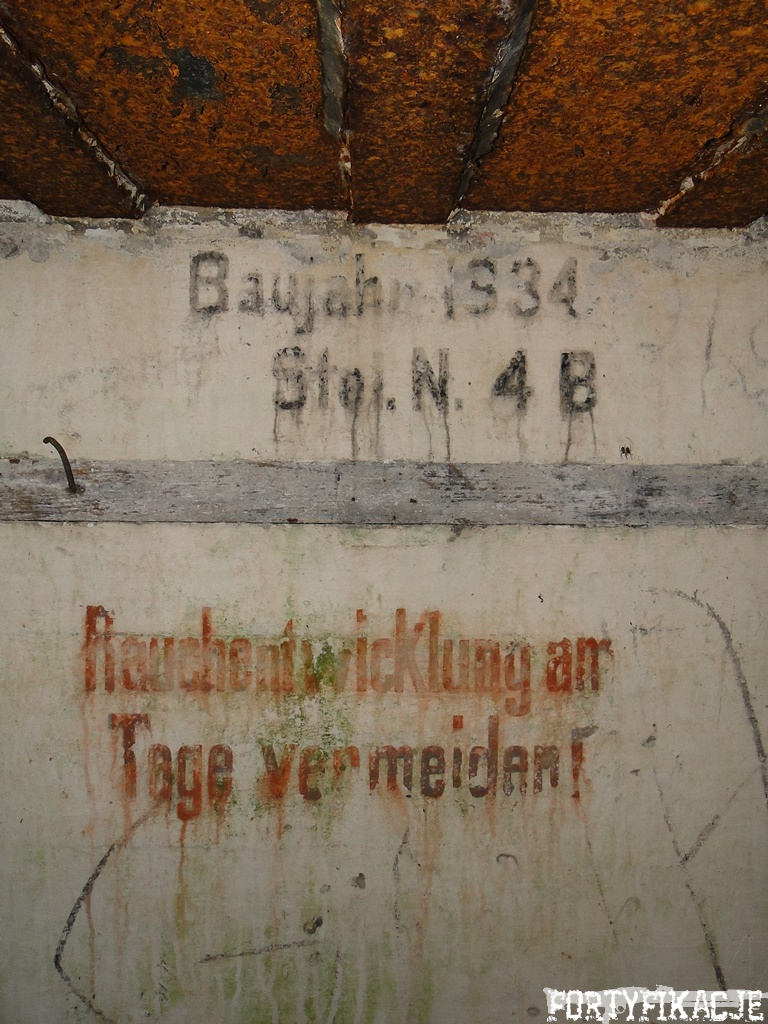 Baujahr 1934
Stol. N. 4 B
Rauchentwicklung am
Tage vermeiden!
FORTYFIKACJE